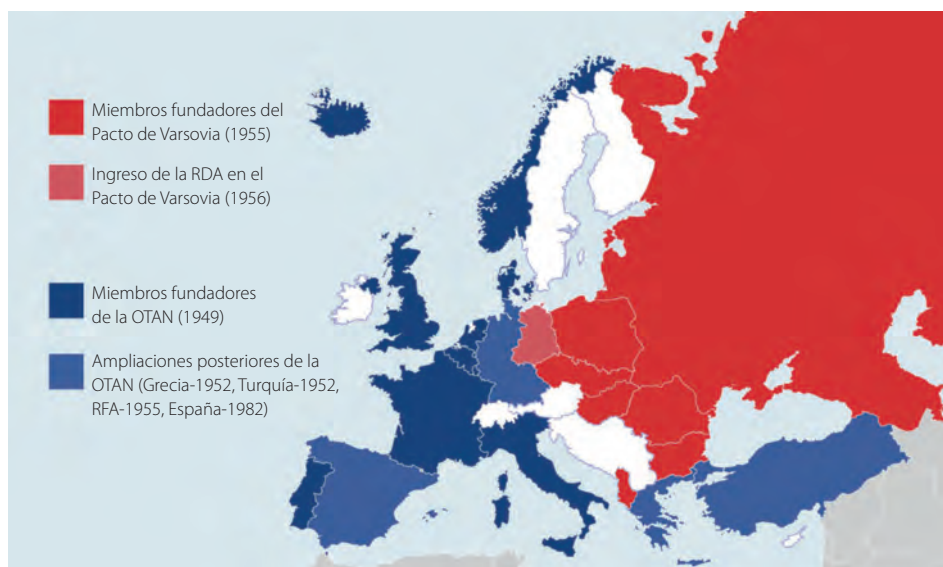 Miembros fundadores del
Pacto de Varsovia (1955)
Ingreso de la RDA en el
Pacto de Varsovia (1956)
Miembros fundadores
de la OTAN (1949)
Ampliaciones posteriores de la
OTAN (Grecia-1952, Turquía-1952,
RFA-1955, España-1982)